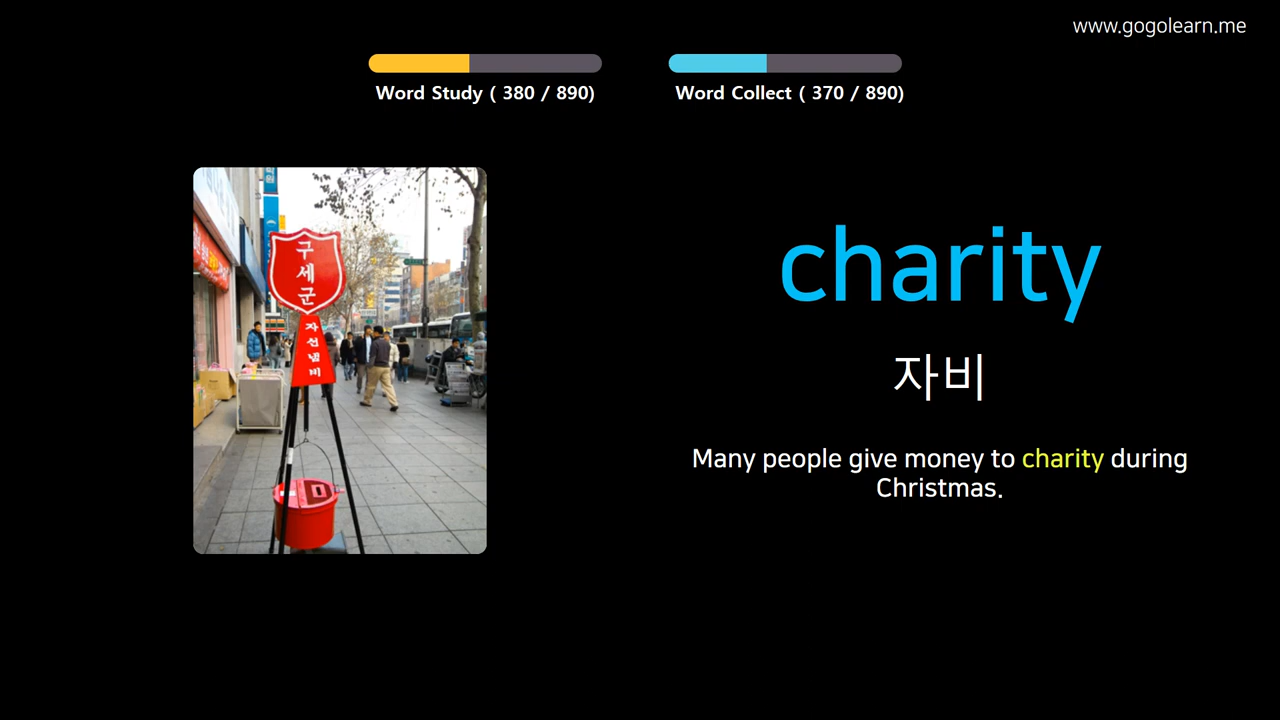 www.gogolearn.me
Word Study ( 380 / 890)
Word Collect ( 370 / 890)
구
세
군
자
선
냄
비
charity
자비
Many people give money to charity during
Christmas.